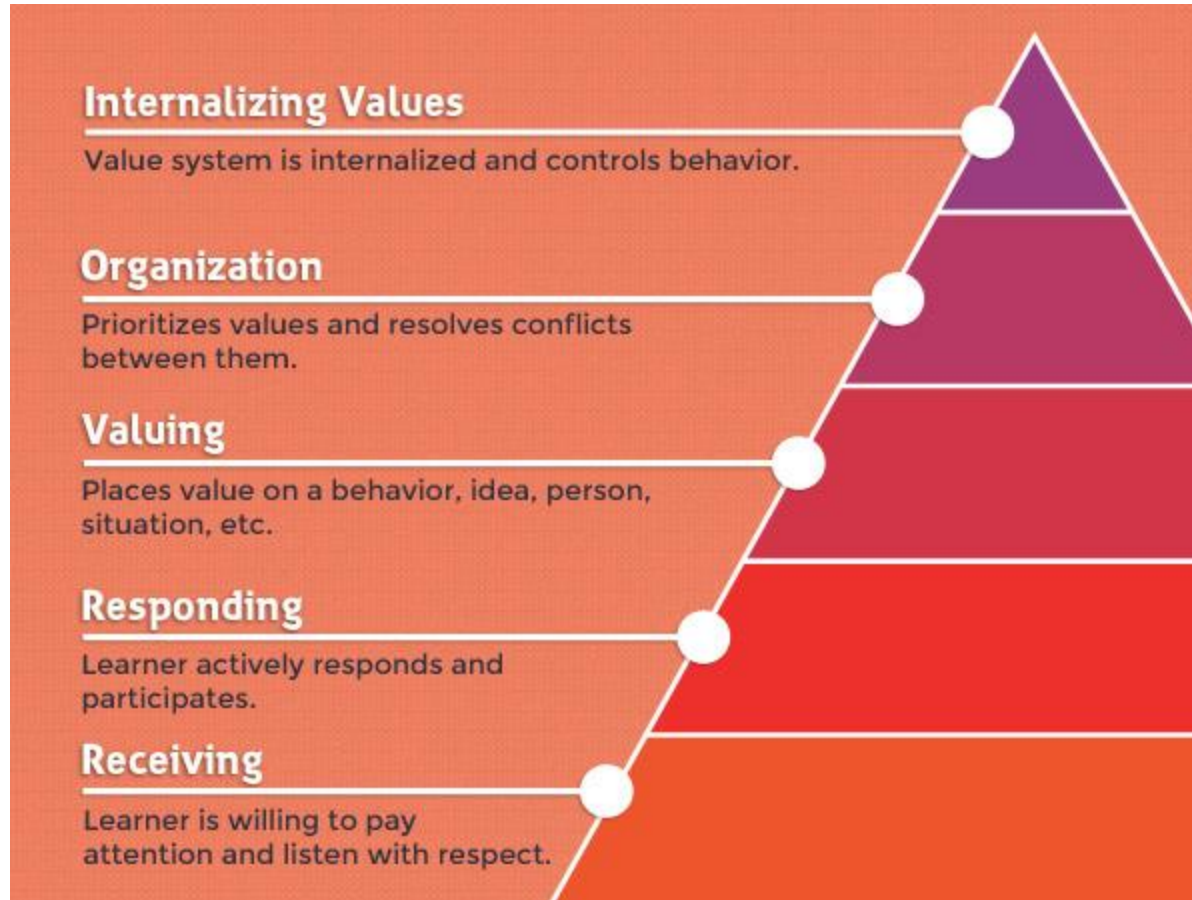 Internalizing Values
Value system is internalized and controls behavior.
Organization
Prioritizes values and resolves conflicts
between them.
Valuing
Places value on a behavior, idea, person,
situation, etc.
Responding
Learner actively responds and
participates.
Receiving
Learner is willing to pay
attention and listen with respect.